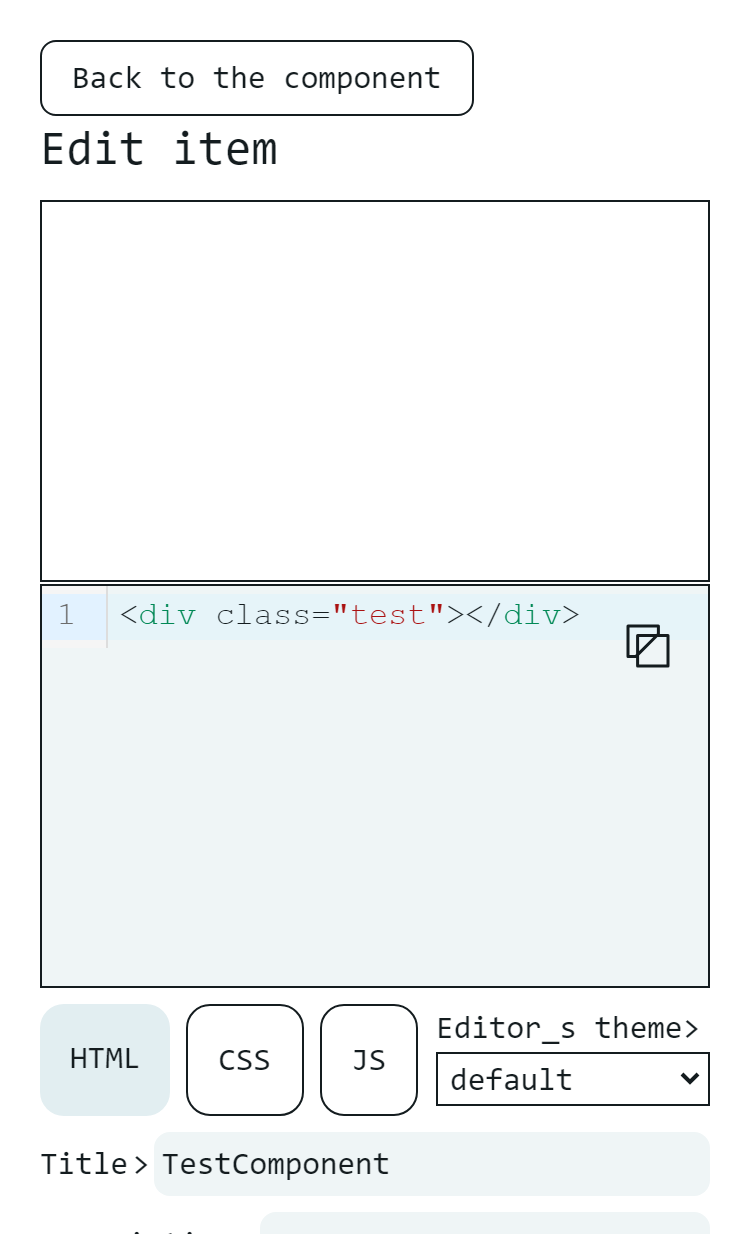 Back to the component
Edit item
1 <div class="test"></div>
HTML CSS JS
Editor_s theme>
default
Title> TestComponent